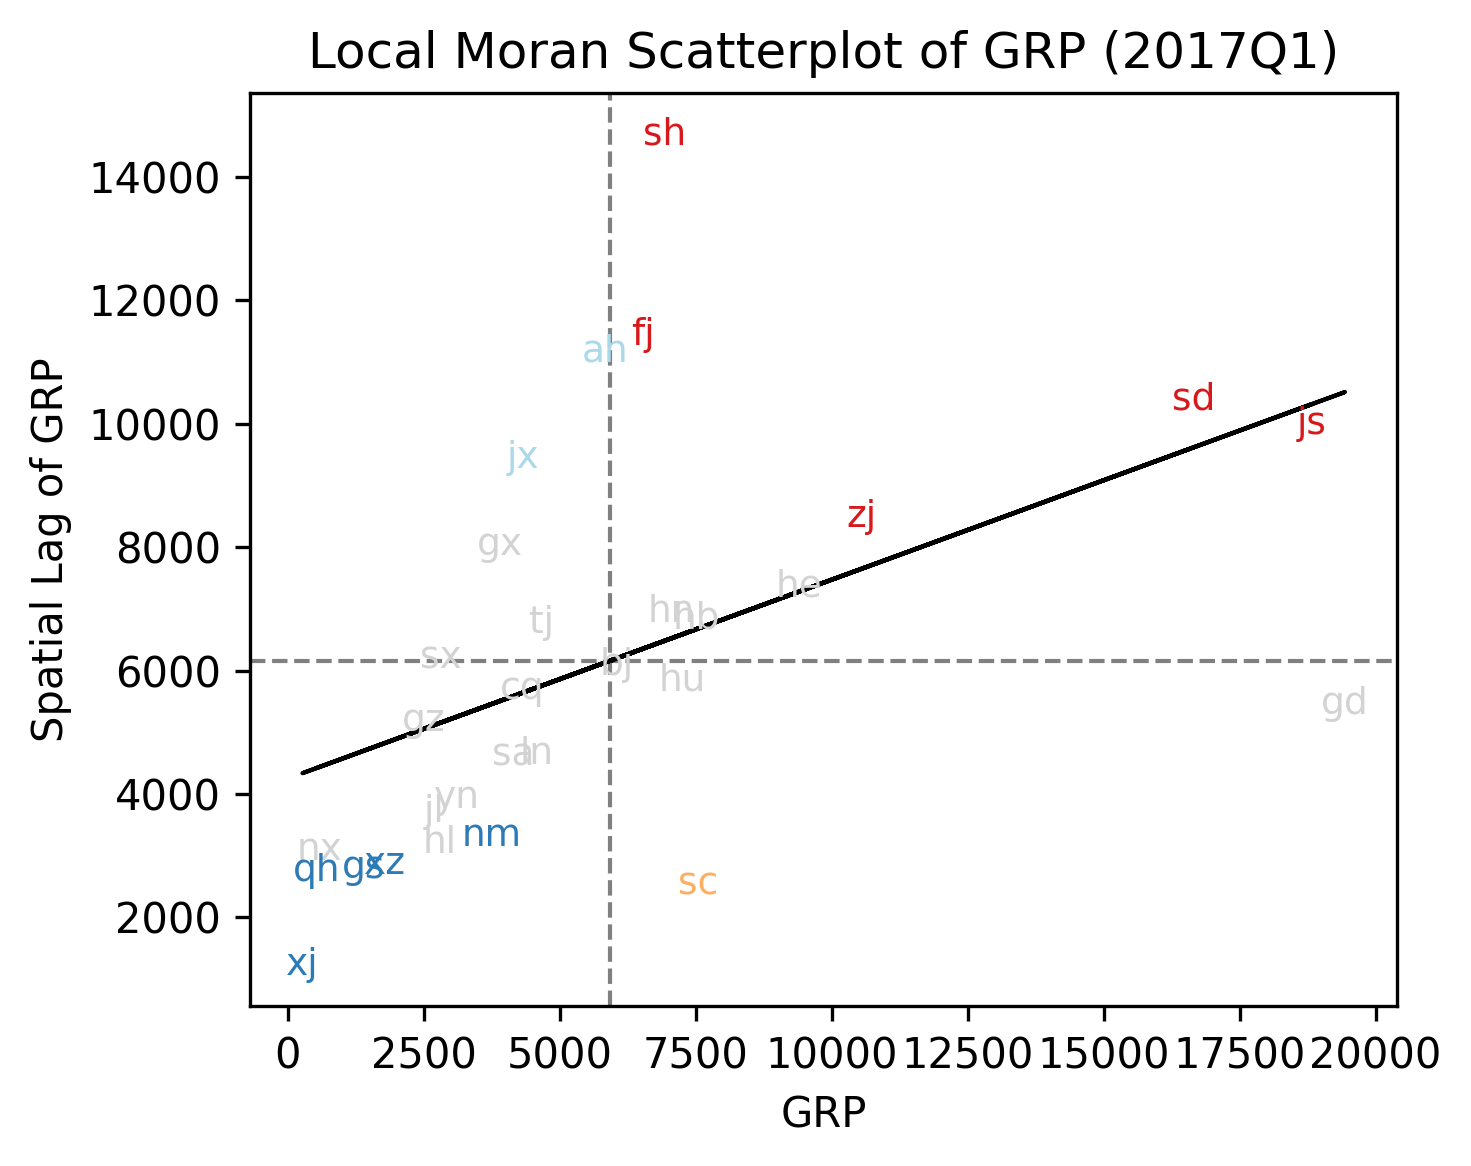 Local Moran Scatterplot of GRP (2017Q1)
Spatial Lag of GRP
14000
12000
10000
8000
6000
4000
2000
sh
fj
ah
sd
js
jx
zj
gx
he
hn
hb
tj
sx
bj
hu
cq
gd
gz
sa
ln
yn
jl
hl
nm
nx
qh
gs
xz
sc
xj
0 2500 5000 7500 10000 12500 15000 17500 20000
GRP